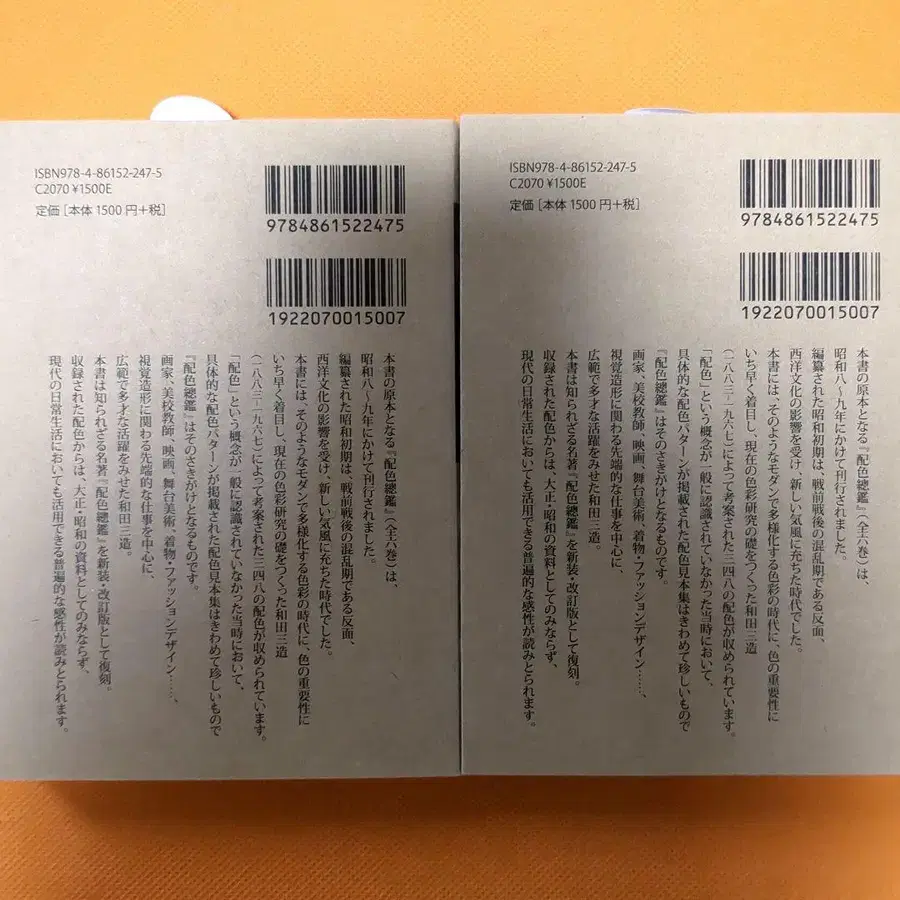 ISBN978-4-86152-247-5
C2070 ¥1500E
定価［本体 1500 円+税］
9784861522475
1922070015007
本書の原本となる『配色總鑑』（全六巻）は、
昭和八〜九年にかけて刊行されました。
編纂された昭和初期は、戦前戦後の混乱期である反面、
西洋文化の影響を受け、新しい気風に充ちた時代でした。
本書には、そのようなモダンで多様化する色彩の時代に、色の重要性に
いち早く着目し、現在の色彩研究の礎をつくった和田三造
（一八八三-一九六七）によって考案された三四八の配色が収められています。
「配色」という概念が一般に認識されていなかった当時において、
具体的な配色パターンが掲載された配色見本集はきわめて珍しいもので
『配色總鑑』はそのさきがけとなるものです。
画家、美校教師、映画、舞台美術、着物・ファッションデザイン……、
視覚造形に関わる先端的な仕事を中心に、
広範で多才な活躍をみせた和田三造。
本書は知られざる名著『配色總鑑』を新装・改訂版として復刻。
収録された配色からは、大正・昭和の資料としてのみならず、
現代の日常生活においても活用できる普遍的な感性が読みとられます。
ISBN978-4-86152-247-5
C2070 ¥1500E
定価［本体 1500 円+税］
9784861522475
1922070015007
本書の原本となる『配色總鑑』（全六巻）は、
昭和八〜九年にかけて刊行されました。
編纂された昭和初期は、戦前戦後の混乱期である反面、
西洋文化の影響を受け、新しい気風に充ちた時代でした。
本書には、そのようなモダンで多様化する色彩の時代に、色の重要性に
いち早く着目し、現在の色彩研究の礎をつくった和田三造
（一八八三-一九六七）によって考案された三四八の配色が収められています。
「配色」という概念が一般に認識されていなかった当時において、
具体的な配色パターンが掲載された配色見本集はきわめて珍しいもので
『配色總鑑』はそのさきがけとなるものです。
画家、美校教師、映画、舞台美術、着物・ファッションデザイン……、
視覚造形に関わる先端的な仕事を中心に、
広範で多才な活躍をみせた和田三造。
本書は知られざる名著『配色總鑑』を新装・改訂版として復刻。
収録された配色からは、大正・昭和の資料としてのみならず、
現代の日常生活においても活用できる普遍的な感性が読みとられます。